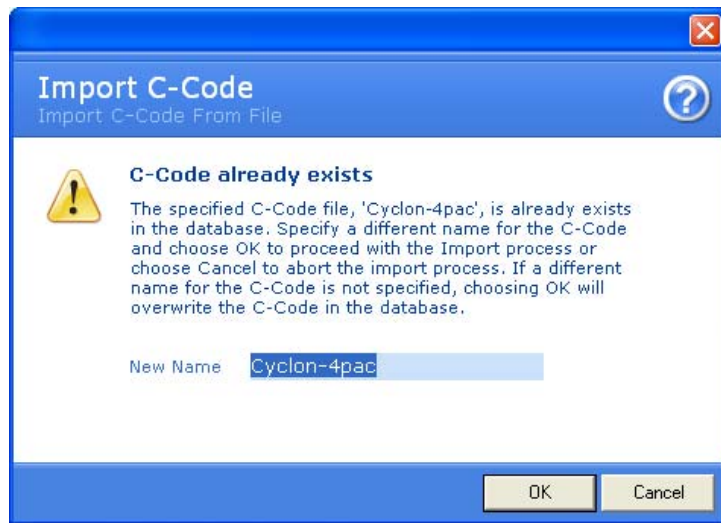 Import C-Code
Import C-Code From File
C-Code already exists
The specified C-Code file, 'Cyclon-4pac', is already exists
in the database. Specify a different name for the C-Code
and choose OK to proceed with the Import process or
choose Cancel to abort the import process. If a different
name for the C-Code is not specified, choosing OK will
overwrite the C-Code in the database.
New Name Cyclon-4pac
OK Cancel